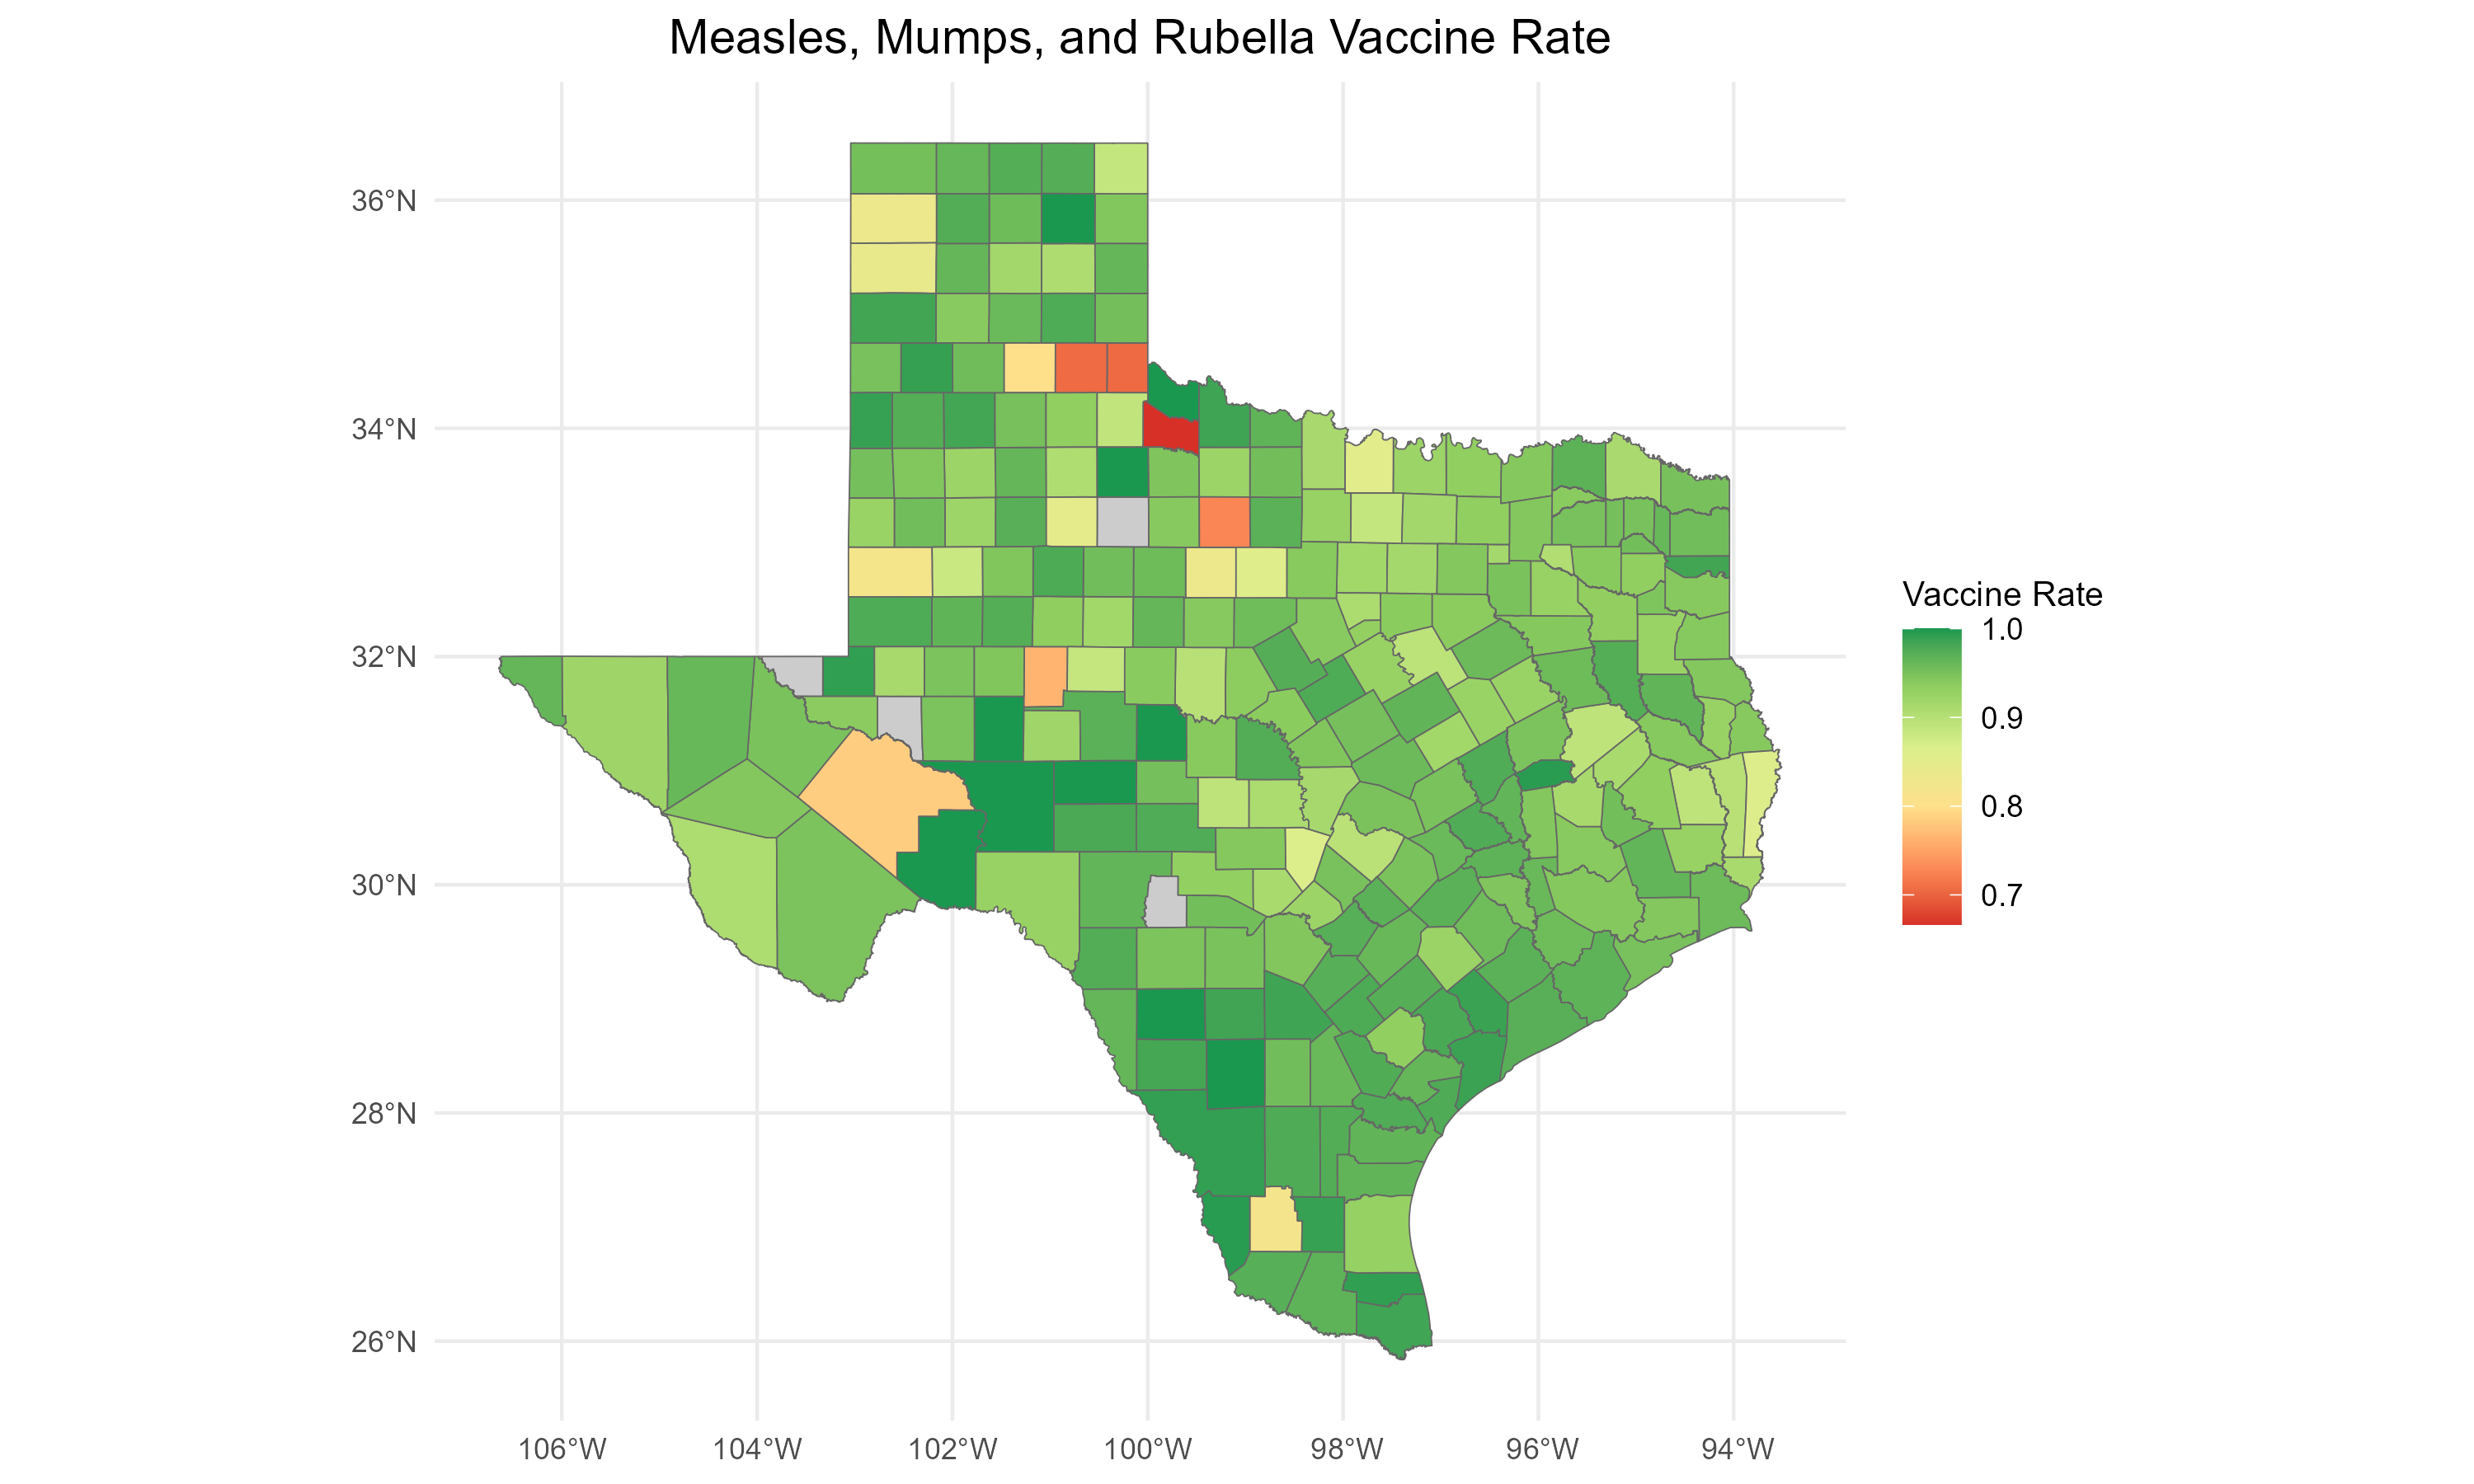 Measles, Mumps, and Rubella Vaccine Rate
36°N
34°N
32°N
30°N
28°N
26°N
106°W
104°W
102°W
100°W
98°W
96°W
94°W
Vaccine Rate
1.0
0.9
0.8
0.7